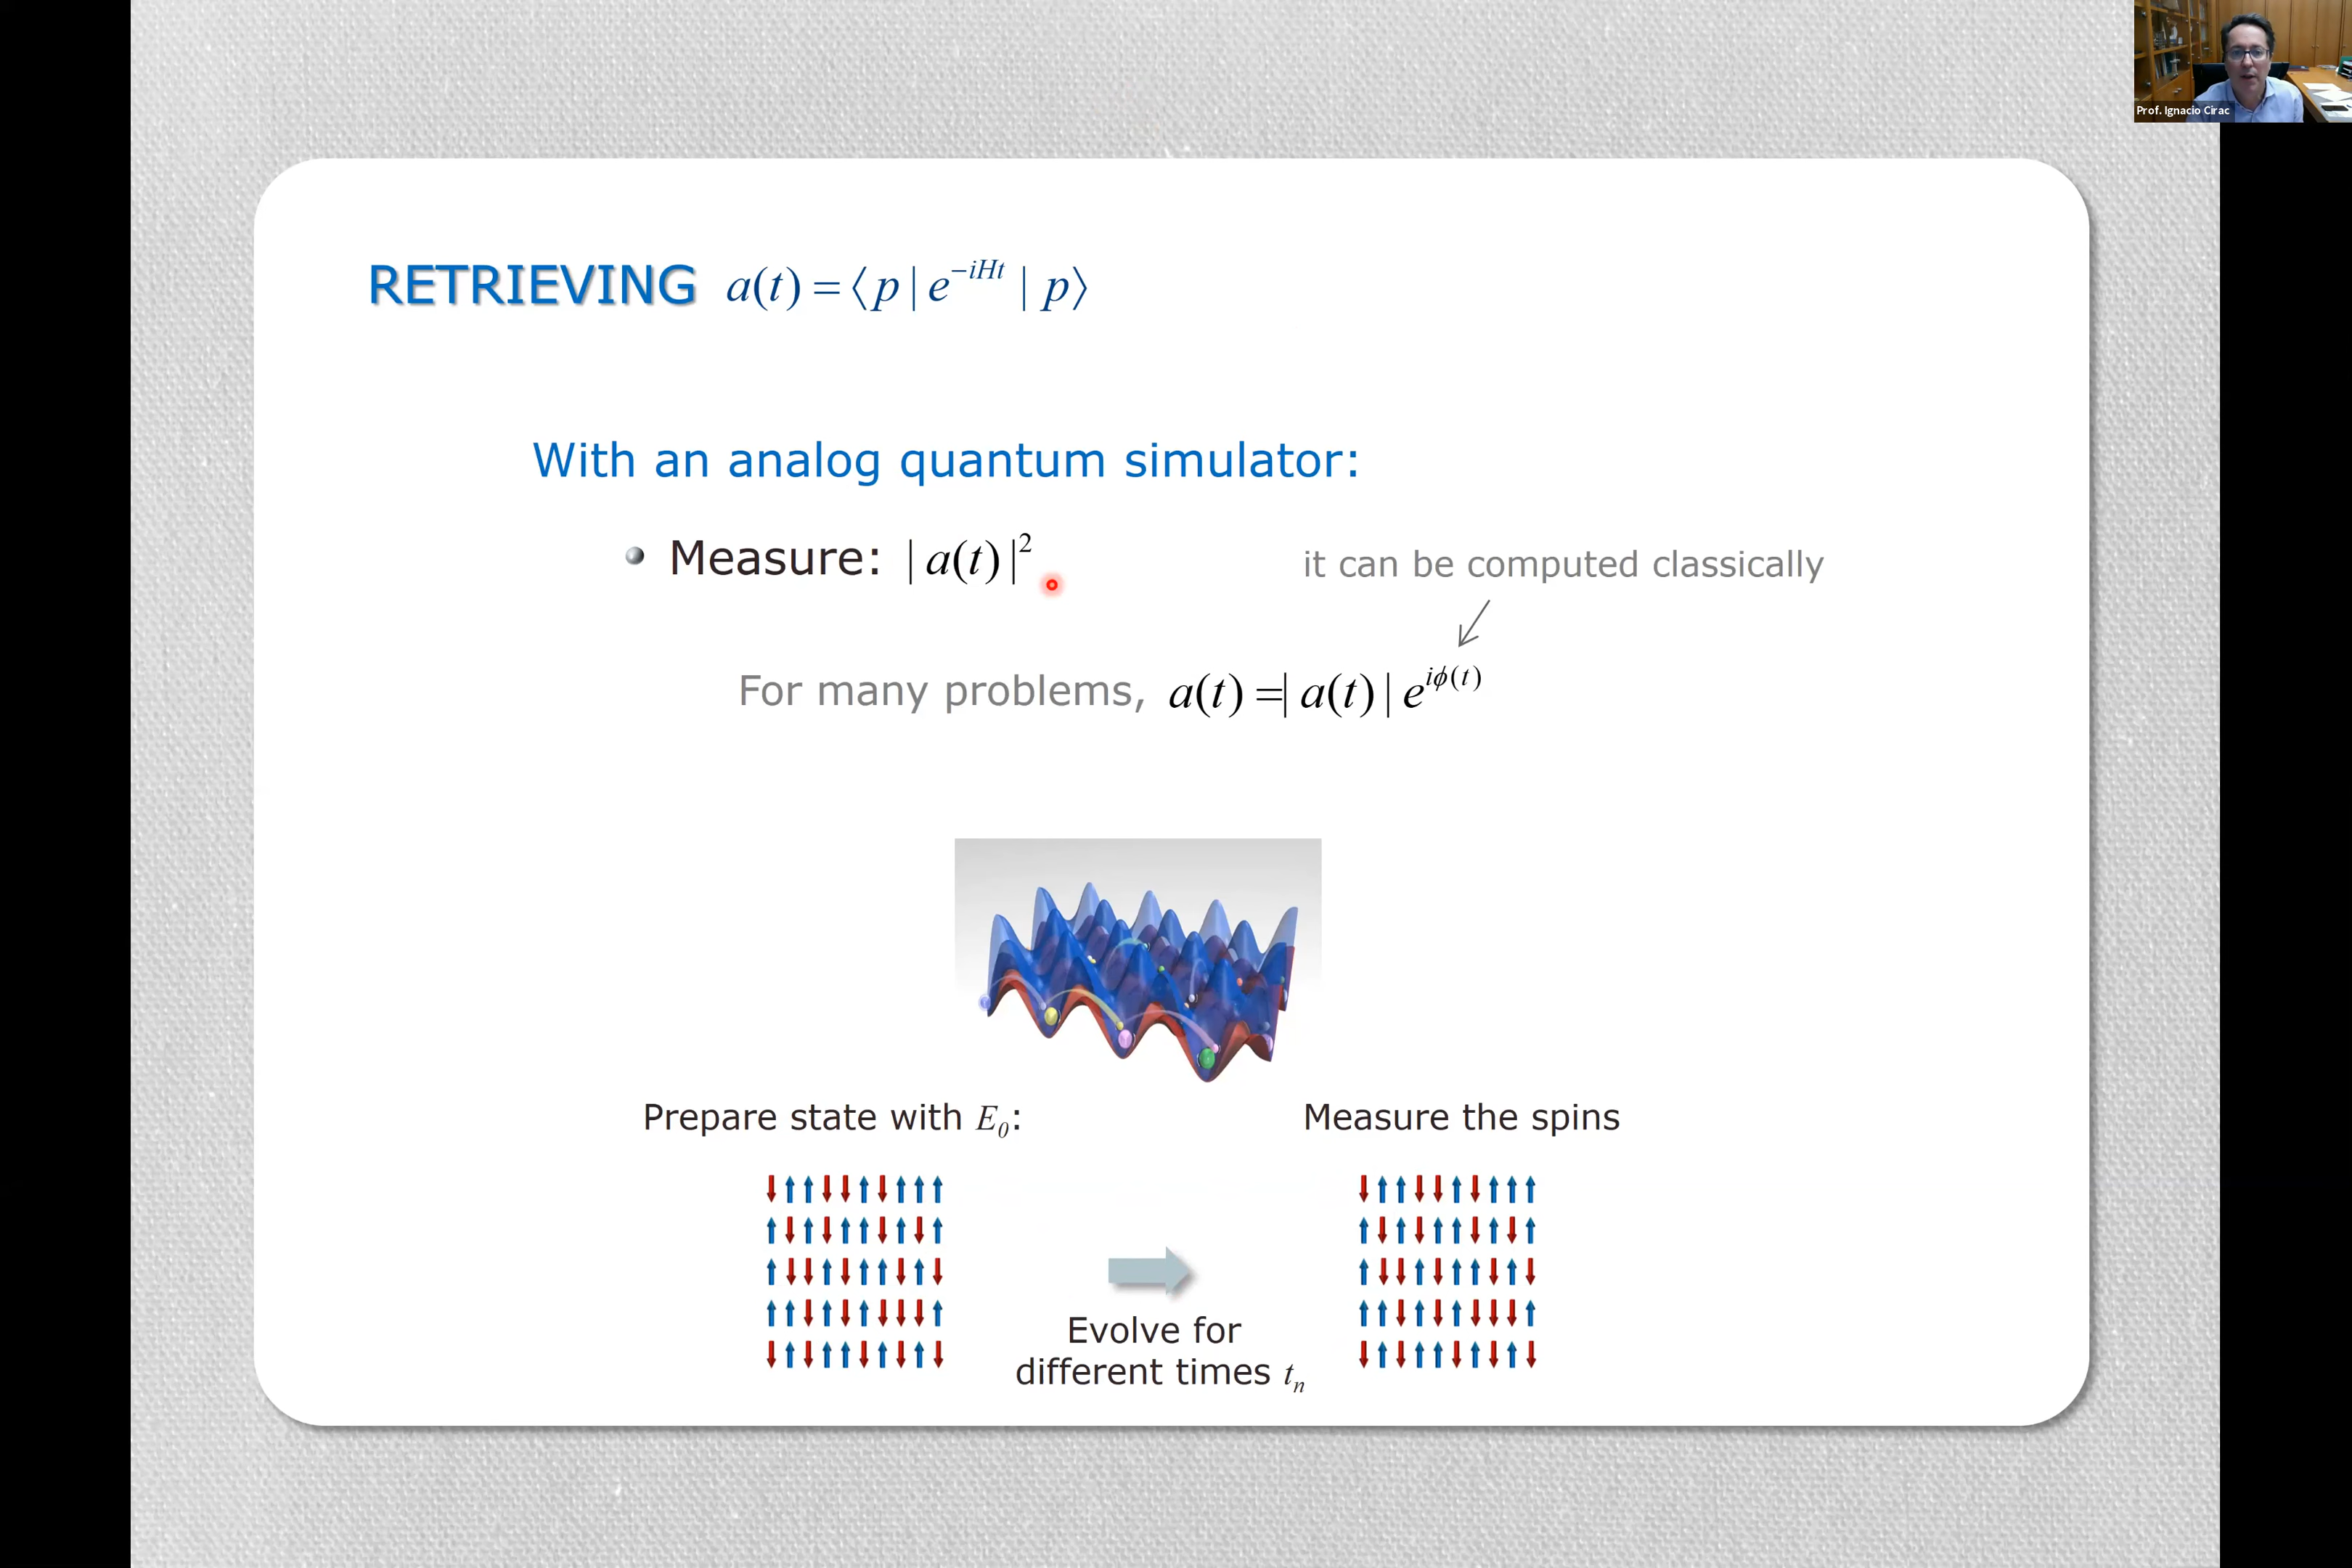 Prof. Ignacio Cirac
RETRIEVING a(t) = ⟨p | e^{-iHt} | p⟩
With an analog quantum simulator:
Measure: | a(t) |²
it can be computed classically
For many problems, a(t) =| a(t) | e^{iϕ(t)}
Prepare state with E₀:
Measure the spins
Evolve for
different times tₙ